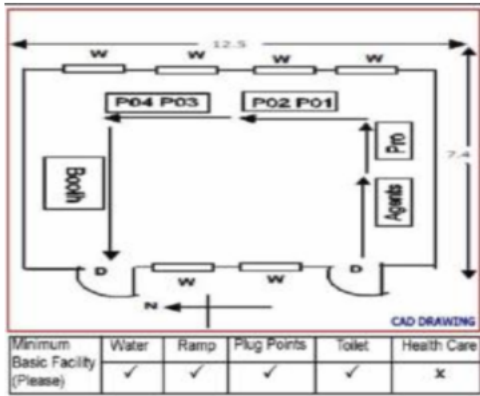 12.5
W W W W
P04 P03
P02 P01
Pro
7.4
Booth
Agents
D
D
W W
N
CAD DRAWING
Minimum Basic Facility (Please) Water Ramp Plug Points Toilet Health Care
✓ ✓ ✓ ✓ x